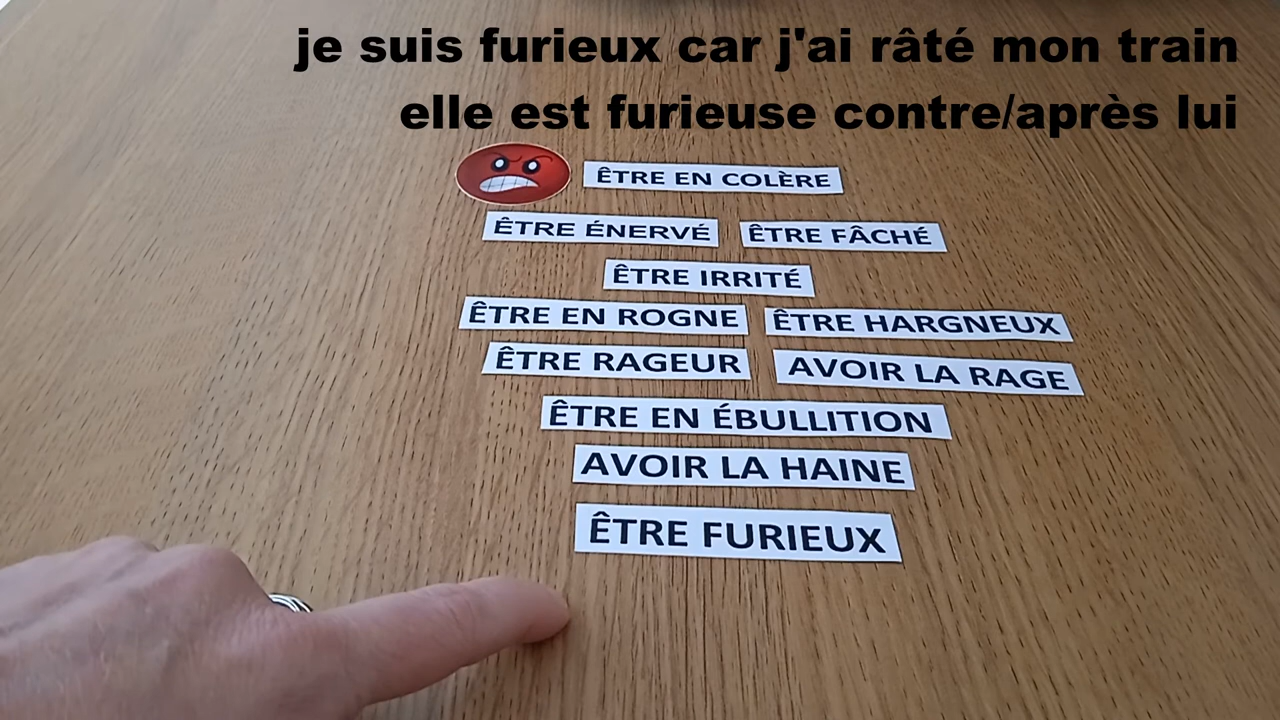 je suis furieux car j'ai râté mon train
elle est furieuse contre/après lui
ÊTRE EN COLÈRE
ÊTRE ÉNERVÉ ÊTRE FÂCHÉ
ÊTRE IRRITÉ
ÊTRE EN ROGNE ÊTRE HARGNEUX
ÊTRE RAGEUR AVOIR LA RAGE
ÊTRE EN ÉBULLITION
AVOIR LA HAINE
ÊTRE FURIEUX